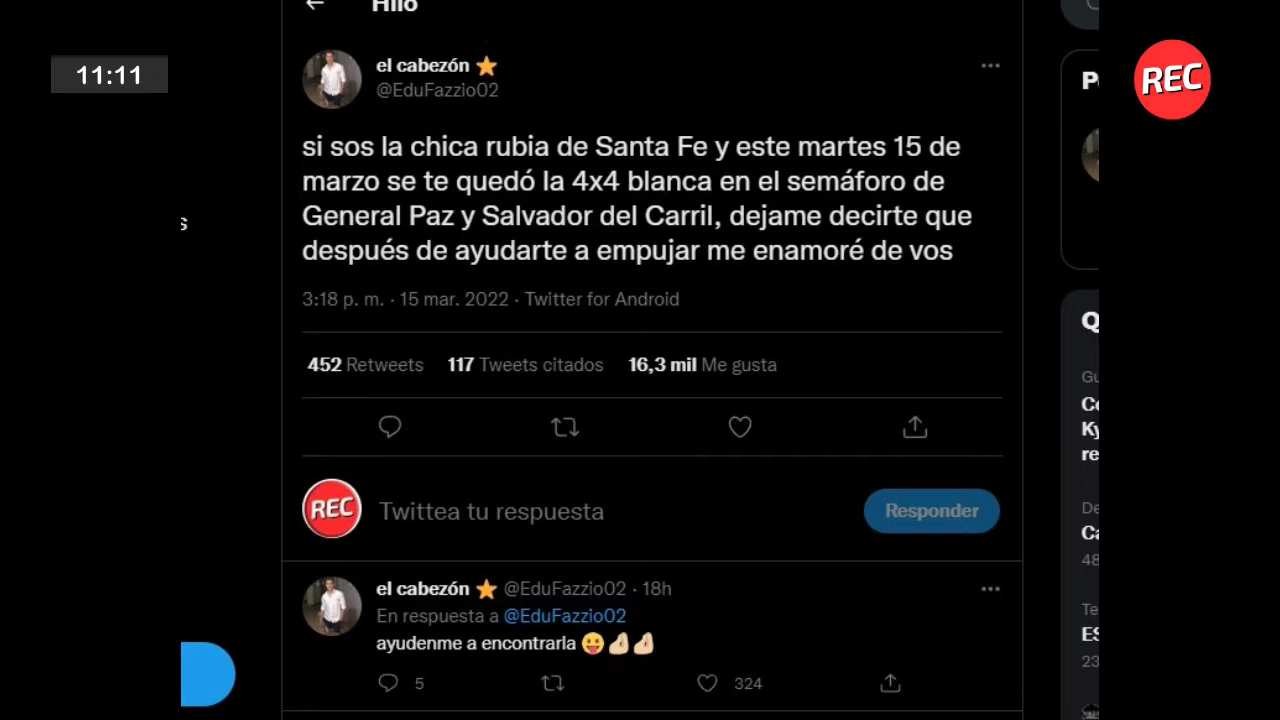 Hilo
11:11
REC
el cabezón
@EduFazzio02
si sos la chica rubia de Santa Fe y este martes 15 de
marzo se te quedó la 4x4 blanca en el semáforo de
General Paz y Salvador del Carril, dejame decirte que
después de ayudarte a empujar me enamoré de vos
3:18 p. m. · 15 mar. 2022 · Twitter for Android
452 Retweets 117 Tweets citados 16,3 mil Me gusta
REC
Twittea tu respuesta
Responder
el cabezón @EduFazzio02 · 18h
En respuesta a @EduFazzio02
ayudenme a encontrarla
5 324